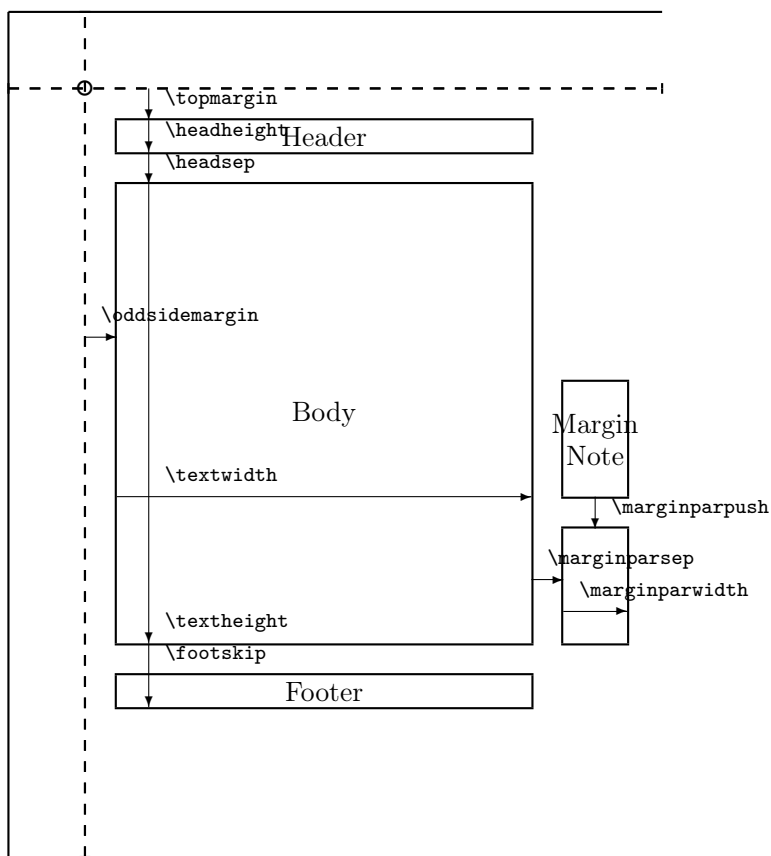 \topmargin
\headheight
Header
\headsep
\oddsidemargin
Body
Margin
Note
\textwidth
\marginparpush
\marginparsep
\marginparwidth
\textheight
\footskip
Footer